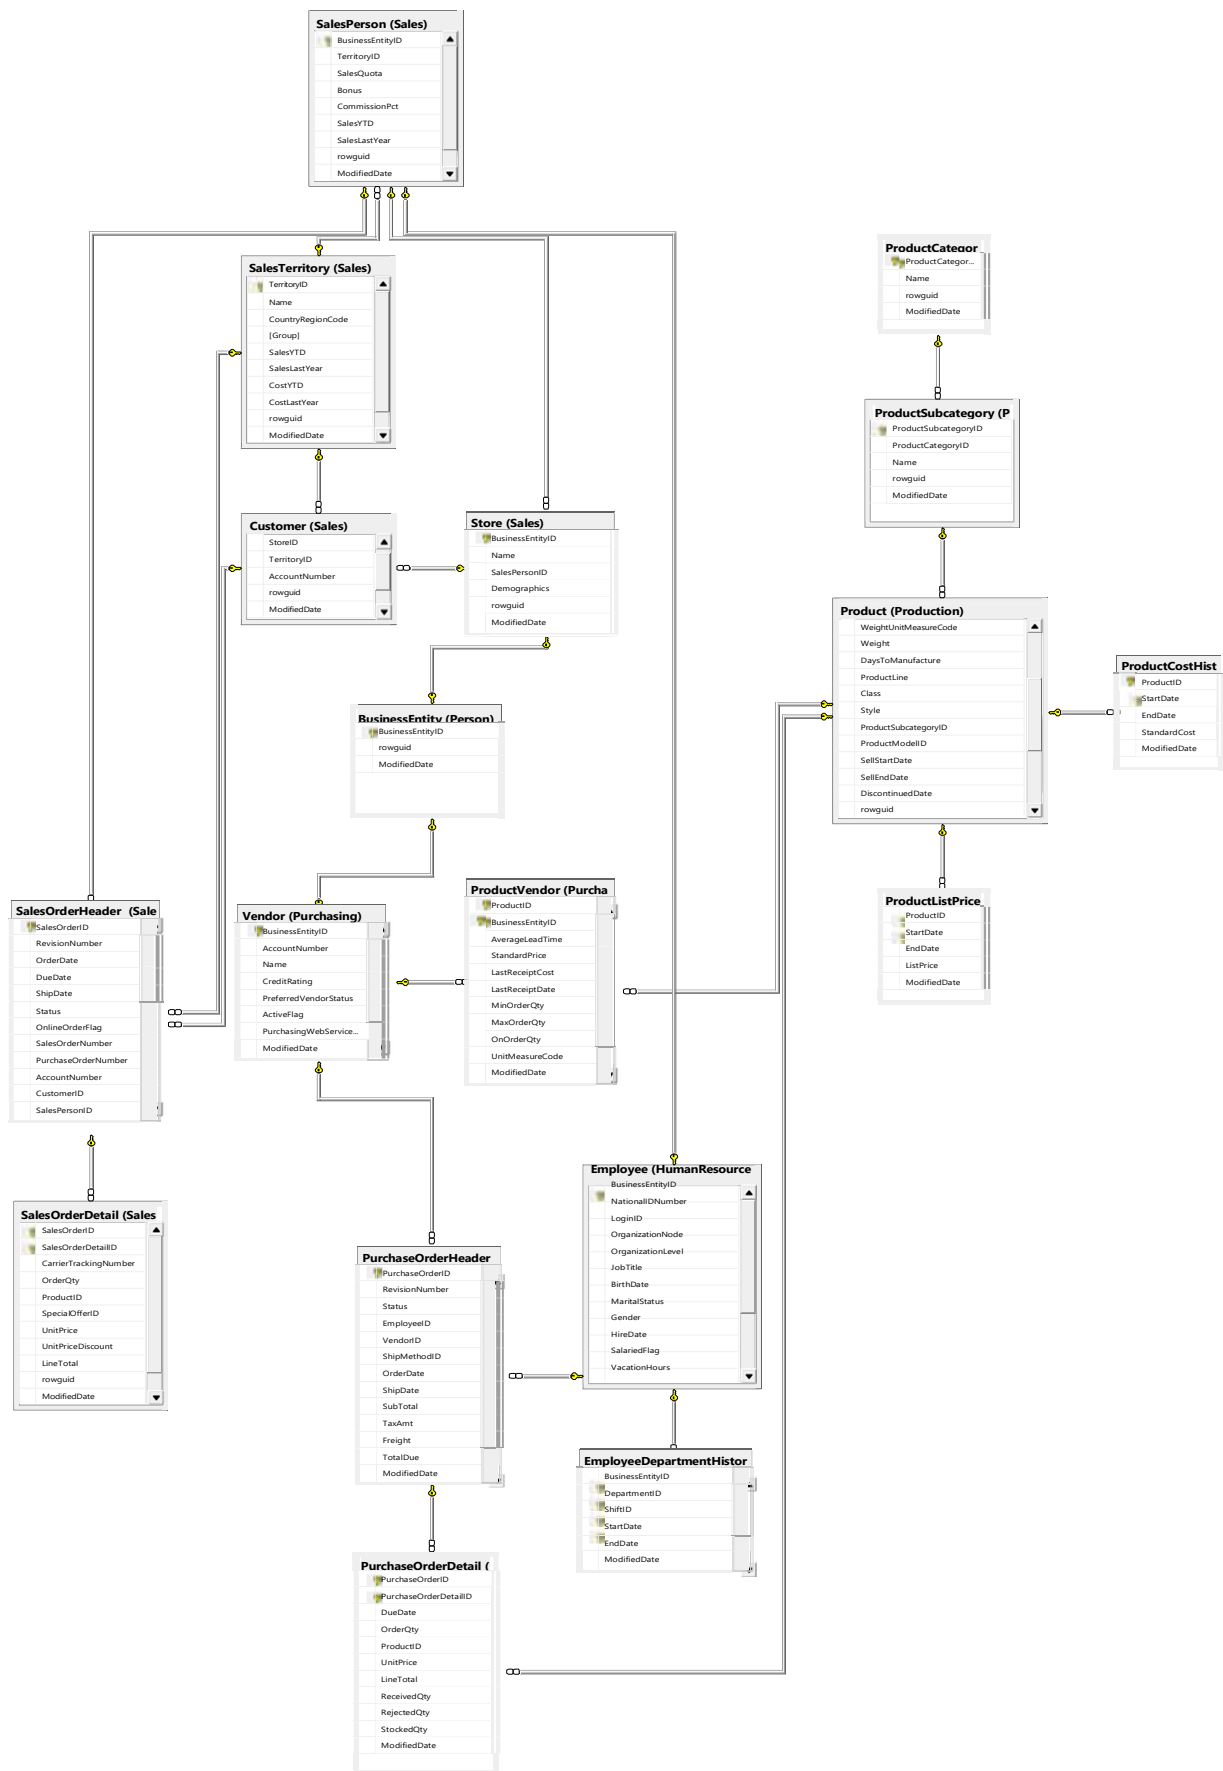 SalesPerson (Sales)
BusinessEntityID
TerritoryID
SalesQuota
Bonus
CommissionPct
SalesYTD
SalesLastYear
rowguid
ModifiedDate
SalesTerritory (Sales)
TerritoryID
Name
CountryRegionCode
[Group]
SalesYTD
SalesLastYear
CostYTD
CostLastYear
rowguid
ModifiedDate
ProductCategor
ProductCategor...
Name
rowguid
ModifiedDate
ProductSubcategory (P
ProductSubcategoryID
ProductCategoryID
Name
rowguid
ModifiedDate
Customer (Sales)
StoreID
TerritoryID
AccountNumber
rowguid
ModifiedDate
Store (Sales)
BusinessEntityID
Name
SalesPersonID
Demographics
rowguid
ModifiedDate
Product (Production)
WeightUnitMeasureCode
Weight
DaysToManufacture
ProductLine
Class
Style
ProductSubcategoryID
ProductModelID
SellStartDate
SellEndDate
DiscontinuedDate
rowguid
ProductCostHist
ProductID
StartDate
EndDate
StandardCost
ModifiedDate
BusinessEntity (Person)
BusinessEntityID
rowguid
ModifiedDate
SalesOrderHeader (Sale
SalesOrderID
RevisionNumber
OrderDate
DueDate
ShipDate
Status
OnlineOrderFlag
SalesOrderNumber
PurchaseOrderNumber
AccountNumber
CustomerID
SalesPersonID
Vendor (Purchasing)
BusinessEntityID
AccountNumber
Name
CreditRating
PreferredVendorStatus
ActiveFlag
PurchasingWebService...
ModifiedDate
ProductVendor (Purcha
ProductID
BusinessEntityID
AverageLeadTime
StandardPrice
LastReceiptCost
LastReceiptDate
MinOrderQty
MaxOrderQty
OnOrderQty
UnitMeasureCode
ModifiedDate
ProductListPrice
ProductID
StartDate
EndDate
ListPrice
ModifiedDate
SalesOrderDetail (Sales
SalesOrderID
SalesOrderDetailID
CarrierTrackingNumber
OrderQty
ProductID
SpecialOfferID
UnitPrice
UnitPriceDiscount
LineTotal
rowguid
ModifiedDate
PurchaseOrderHeader
PurchaseOrderID
RevisionNumber
Status
EmployeeID
VendorID
ShipMethodID
OrderDate
ShipDate
SubTotal
TaxAmt
Freight
TotalDue
ModifiedDate
Employee (HumanResource
BusinessEntityID
NationalIDNumber
LoginID
OrganizationNode
OrganizationLevel
JobTitle
BirthDate
MaritalStatus
Gender
HireDate
SalariedFlag
VacationHours
EmployeeDepartmentHistor
BusinessEntityID
DepartmentID
ShiftID
StartDate
EndDate
ModifiedDate
PurchaseOrderDetail (
PurchaseOrderID
PurchaseOrderDetailID
DueDate
OrderQty
ProductID
UnitPrice
LineTotal
ReceivedQty
RejectedQty
StockedQty
ModifiedDate